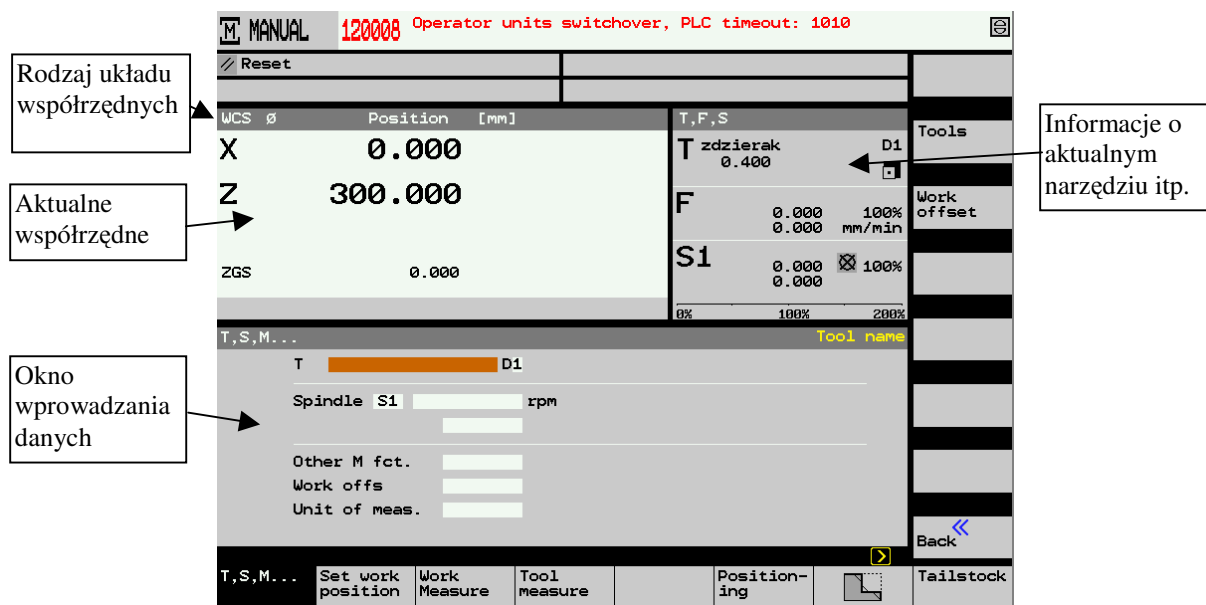 M MANUAL 120008 Operator units switchover, PLC timeout: 1010
Reset
Rodzaj układu
współrzędnych
WCS Ø Position [mm]
X 0.000
Z 300.000
ZGS 0.000
Aktualne
współrzędne
T,F,S
T zdzierak D1
0.400
F 0.000 100%
0.000 mm/min
S1 0.000 100%
0.000
0% 100% 200%
Tools
Work
offset
Informacje o
aktualnym
narzędziu itp.
T,S,M... Tool name
T D1
Spindle S1 rpm
Other M fct.
Work offs
Unit of meas.
Okno
wprowadzania
danych
Back
T,S,M...
Set work
position
Work
Measure
Tool
measure
Position-
ing
Tailstock